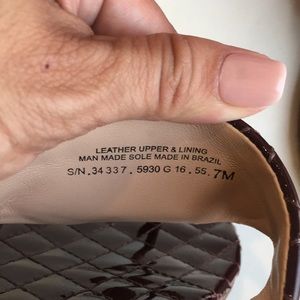 LEATHER UPPER & LINING
MAN MADE SOLE MADE IN BRAZIL
S/N.34337.5930 G 16.55.7M